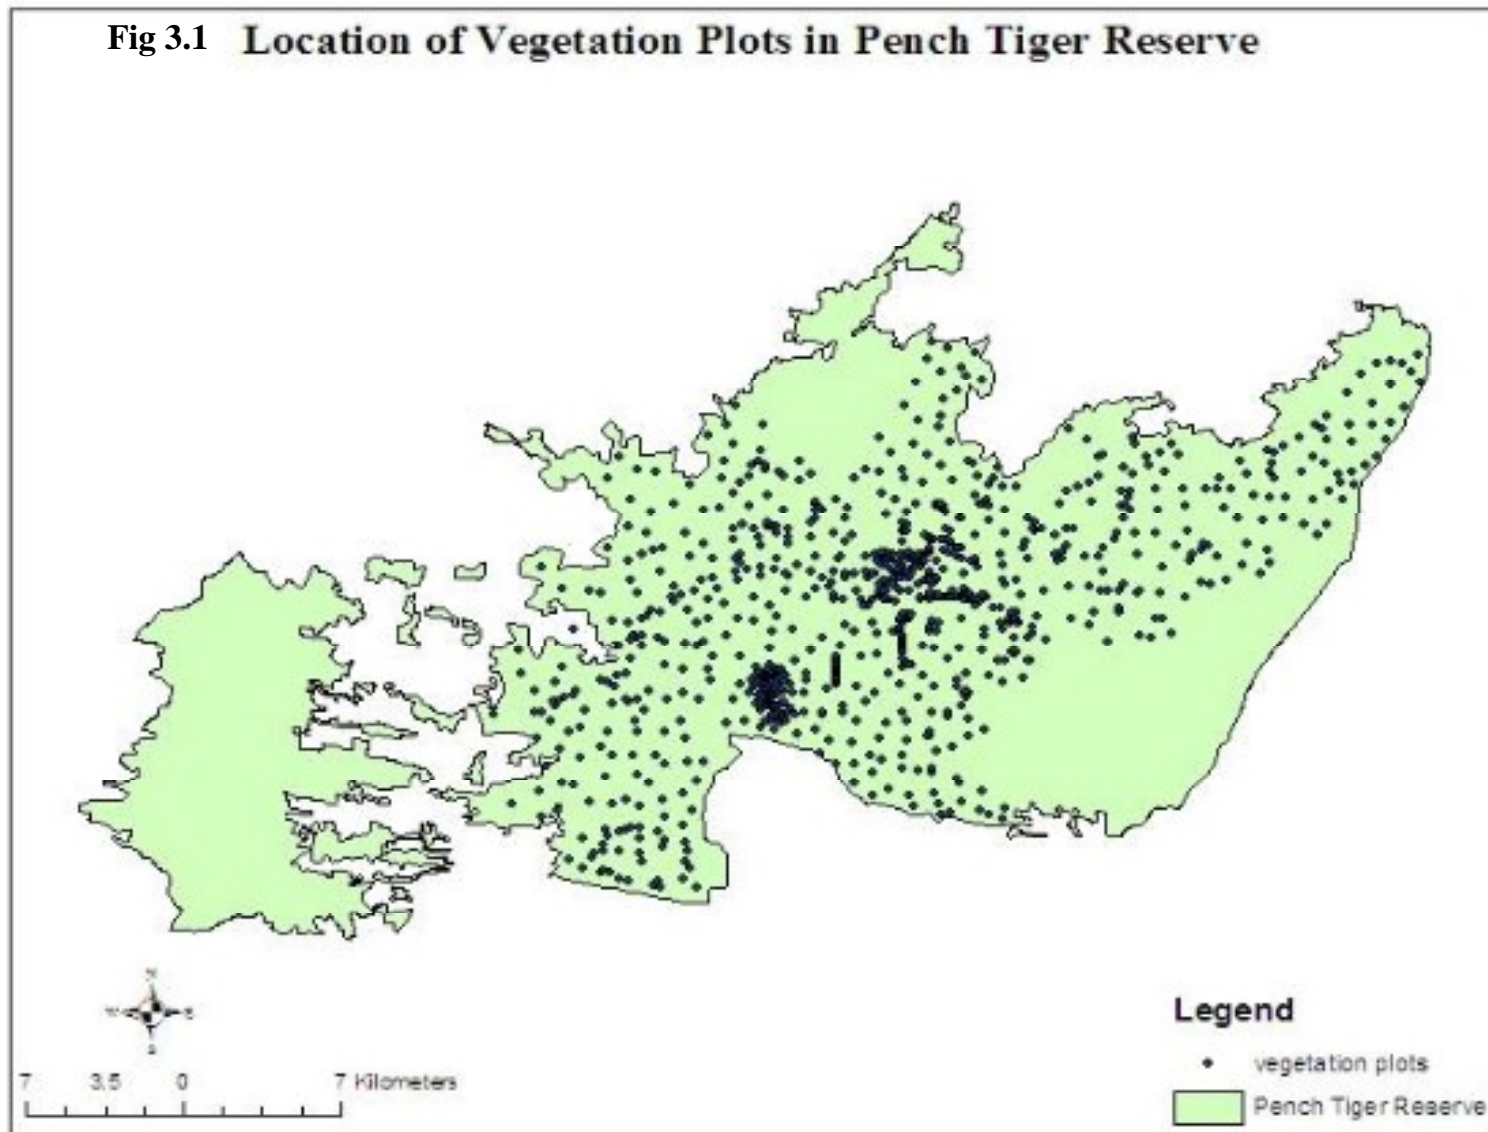 Fig 3.1 Location of Vegetation Plots in Pench Tiger Reserve
N
W E
S
7 3.5 0 7 Kilometers
Legend
vegetation plots
Pench Tiger Reserve